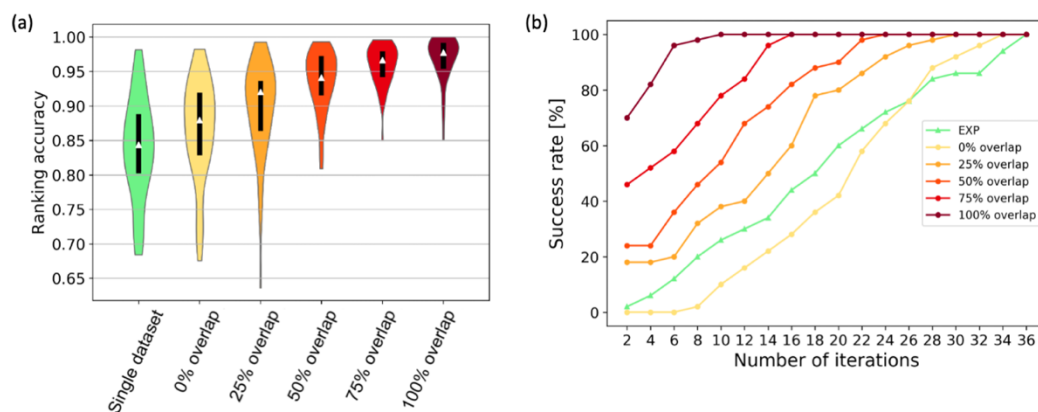 (a)
1.00
0.95
0.90
0.85
0.80
0.75
0.70
0.65
Ranking accuracy
Single dataset
0% overlap
25% overlap
50% overlap
75% overlap
100% overlap
(b)
100
80
60
40
20
0
Success rate [%]
EXP
0% overlap
25% overlap
50% overlap
75% overlap
100% overlap
2 4 6 8 10 12 14 16 18 20 22 24 26 28 30 32 34 36
Number of iterations